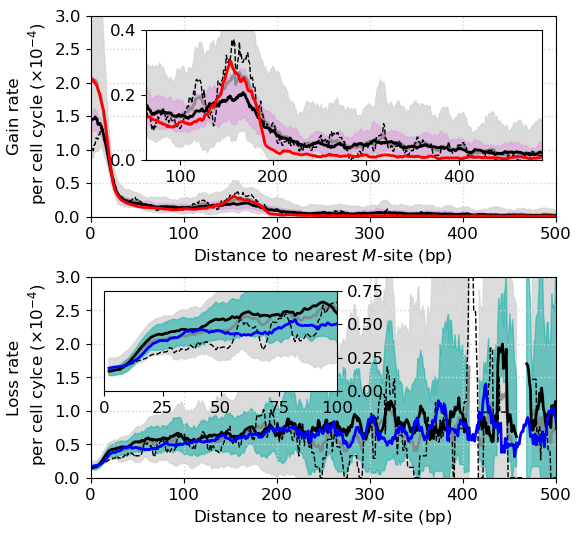 3.0
2.5
2.0
1.5
1.0
0.5
0.0
Gain rate
per cell cycle (×10⁻⁴)
0.4
0.2
0.0
100 200 300 400
0 100 200 300 400 500
Distance to nearest M-site (bp)
3.0
2.5
2.0
1.5
1.0
0.5
0.0
Loss rate
per cell cylce (×10⁻⁴)
0.75
0.50
0.25
0.00
0 25 50 75 100
0 100 200 300 400 500
Distance to nearest M-site (bp)